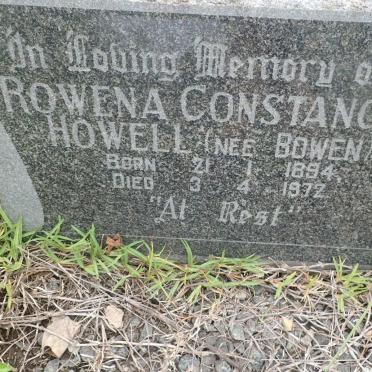 In Loving Memory o
ROWENA CONSTANC
HOWELL (NEE BOWEN
BORN 21 1 1894
DIED 3 4 1972
"At Rest"